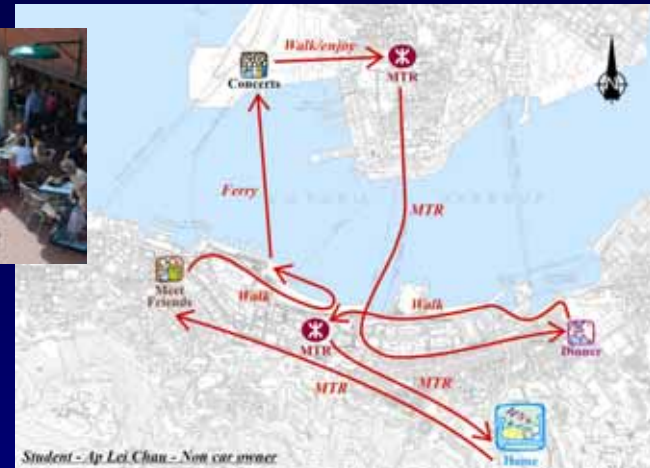 Walk/enjoy
MTR
Concerts
Ferry
MTR
Meet
Friends
Walk
Walk
MTR
Dinner
MTR
MTR
Home
Student - Ap Lei Chau - Non car owner